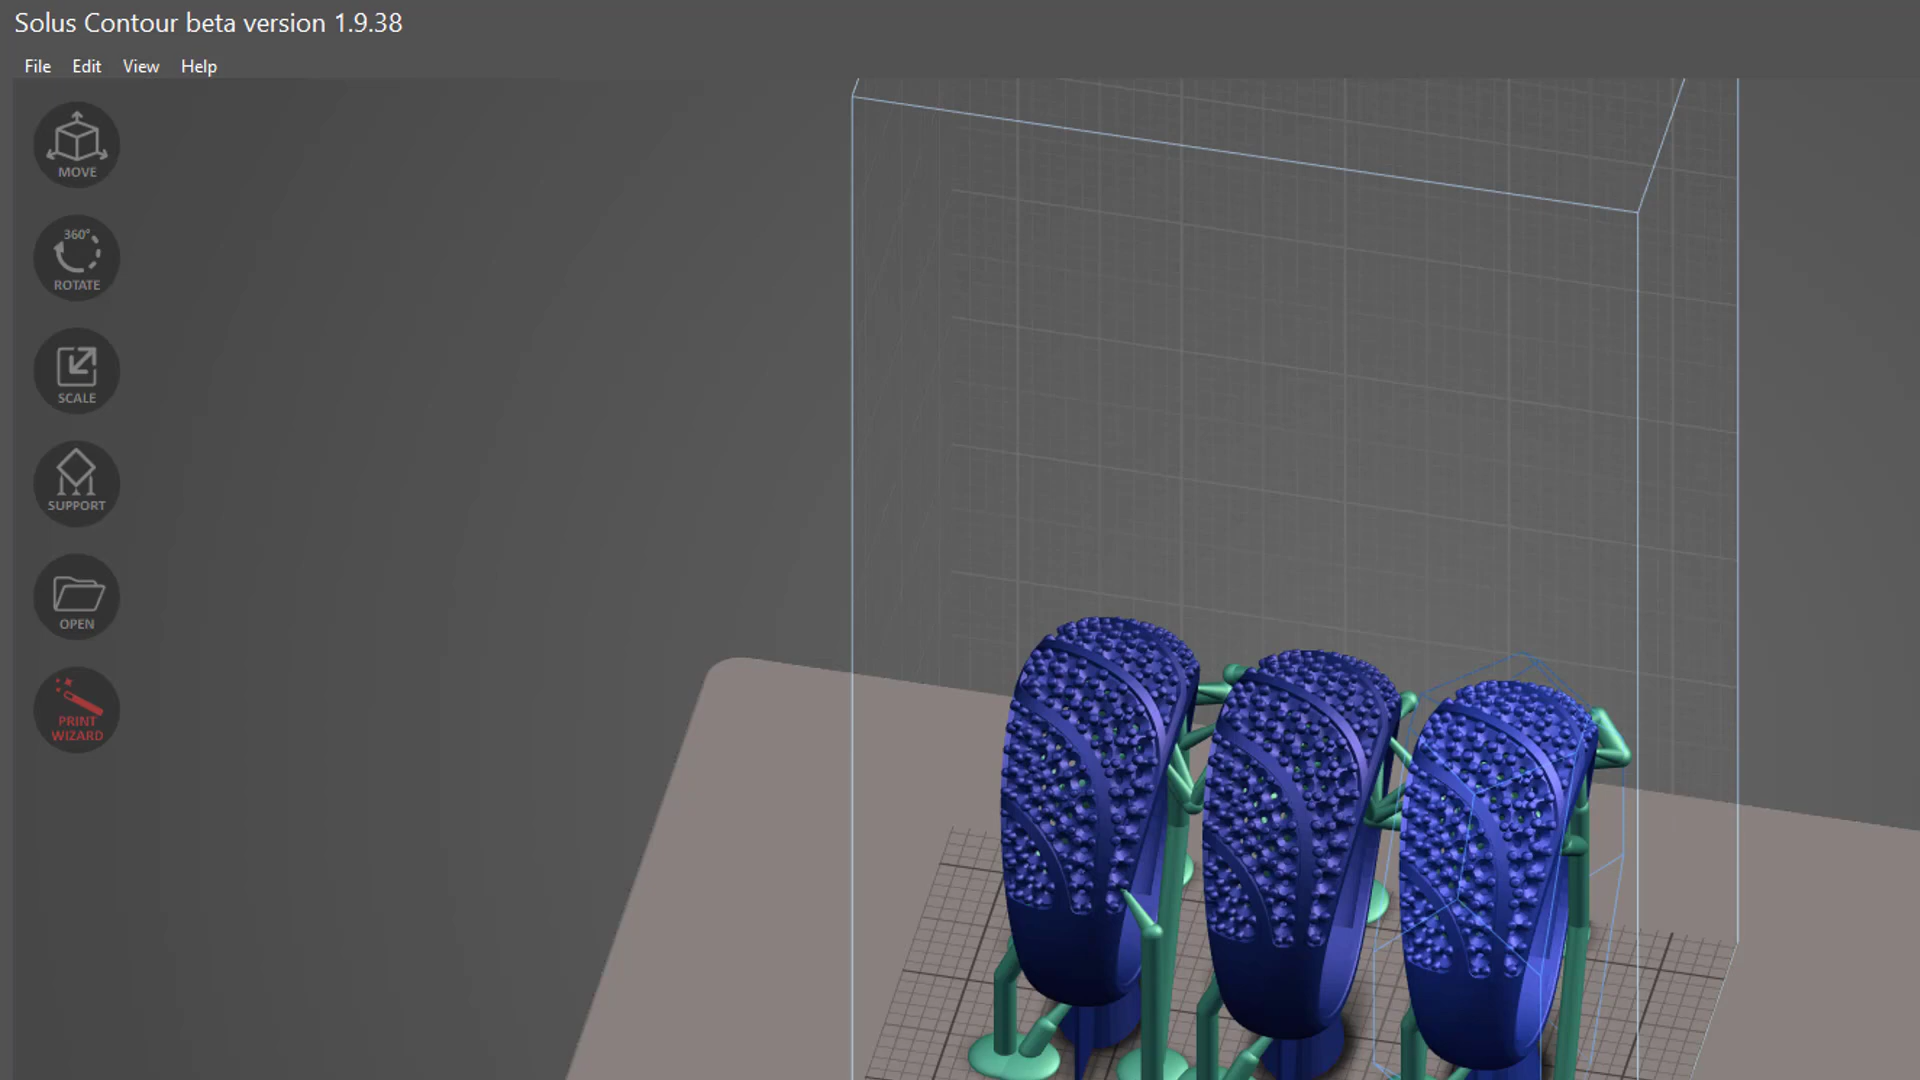 Solus Contour beta version 1.9.38
File Edit View Help
MOVE
360°
ROTATE
SCALE
SUPPORT
OPEN
PRINT
WIZARD